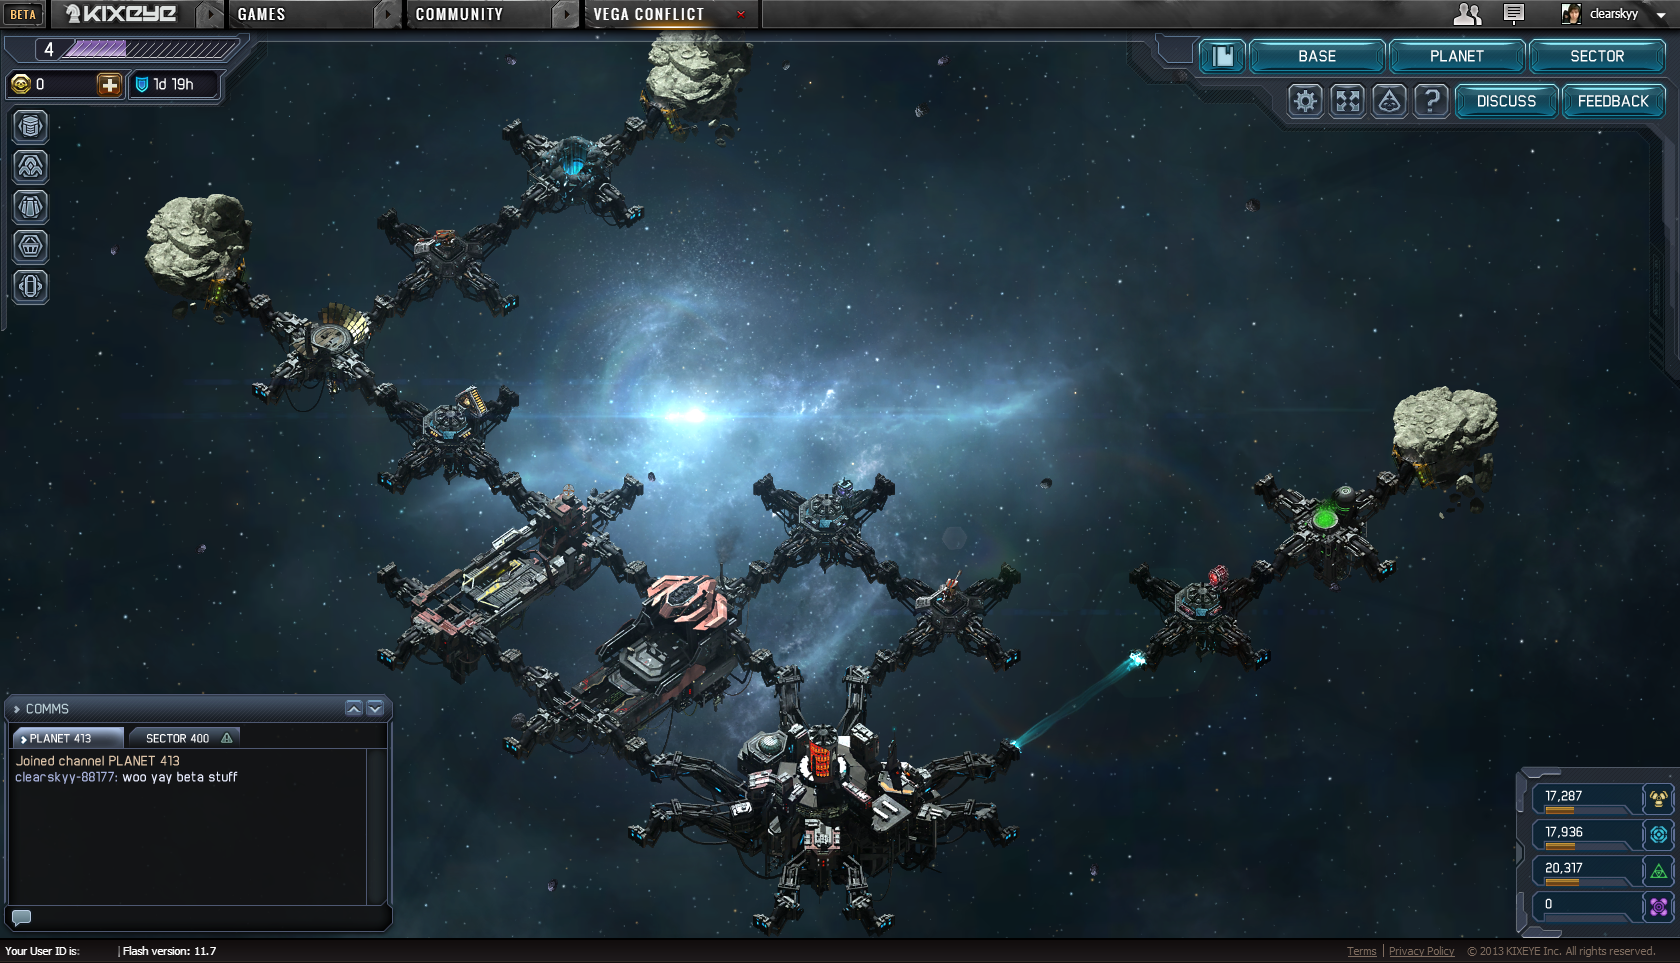 BETA
KIXEYE
GAMES
COMMUNITY
VEGA CONFLICT
clearskyy
4
0
1d 19h
BASE
PLANET
SECTOR
?
DISCUSS
FEEDBACK
COMMS
PLANET 413
SECTOR 400
Joined channel PLANET 413
clearskyy-88177: woo yay beta stuff
17,287
17,936
20,317
0
Your User ID is: | Flash version: 11.7
Terms | Privacy Policy © 2013 KIXEYE Inc. All rights reserved.